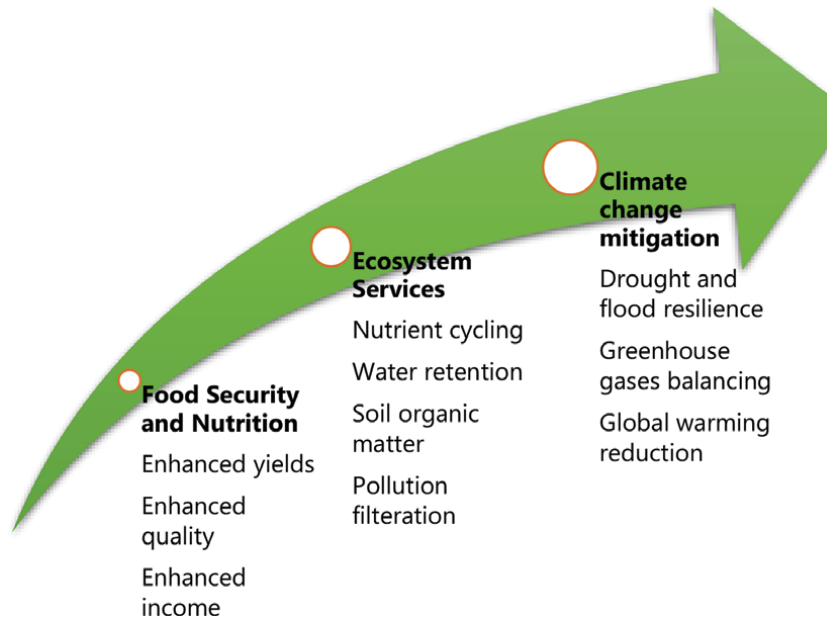 Food Security
and Nutrition
Enhanced yields
Enhanced
quality
Enhanced
income
Ecosystem
Services
Nutrient cycling
Water retention
Soil organic
matter
Pollution
filteration
Climate
change
mitigation
Drought and
flood resilience
Greenhouse
gases balancing
Global warming
reduction